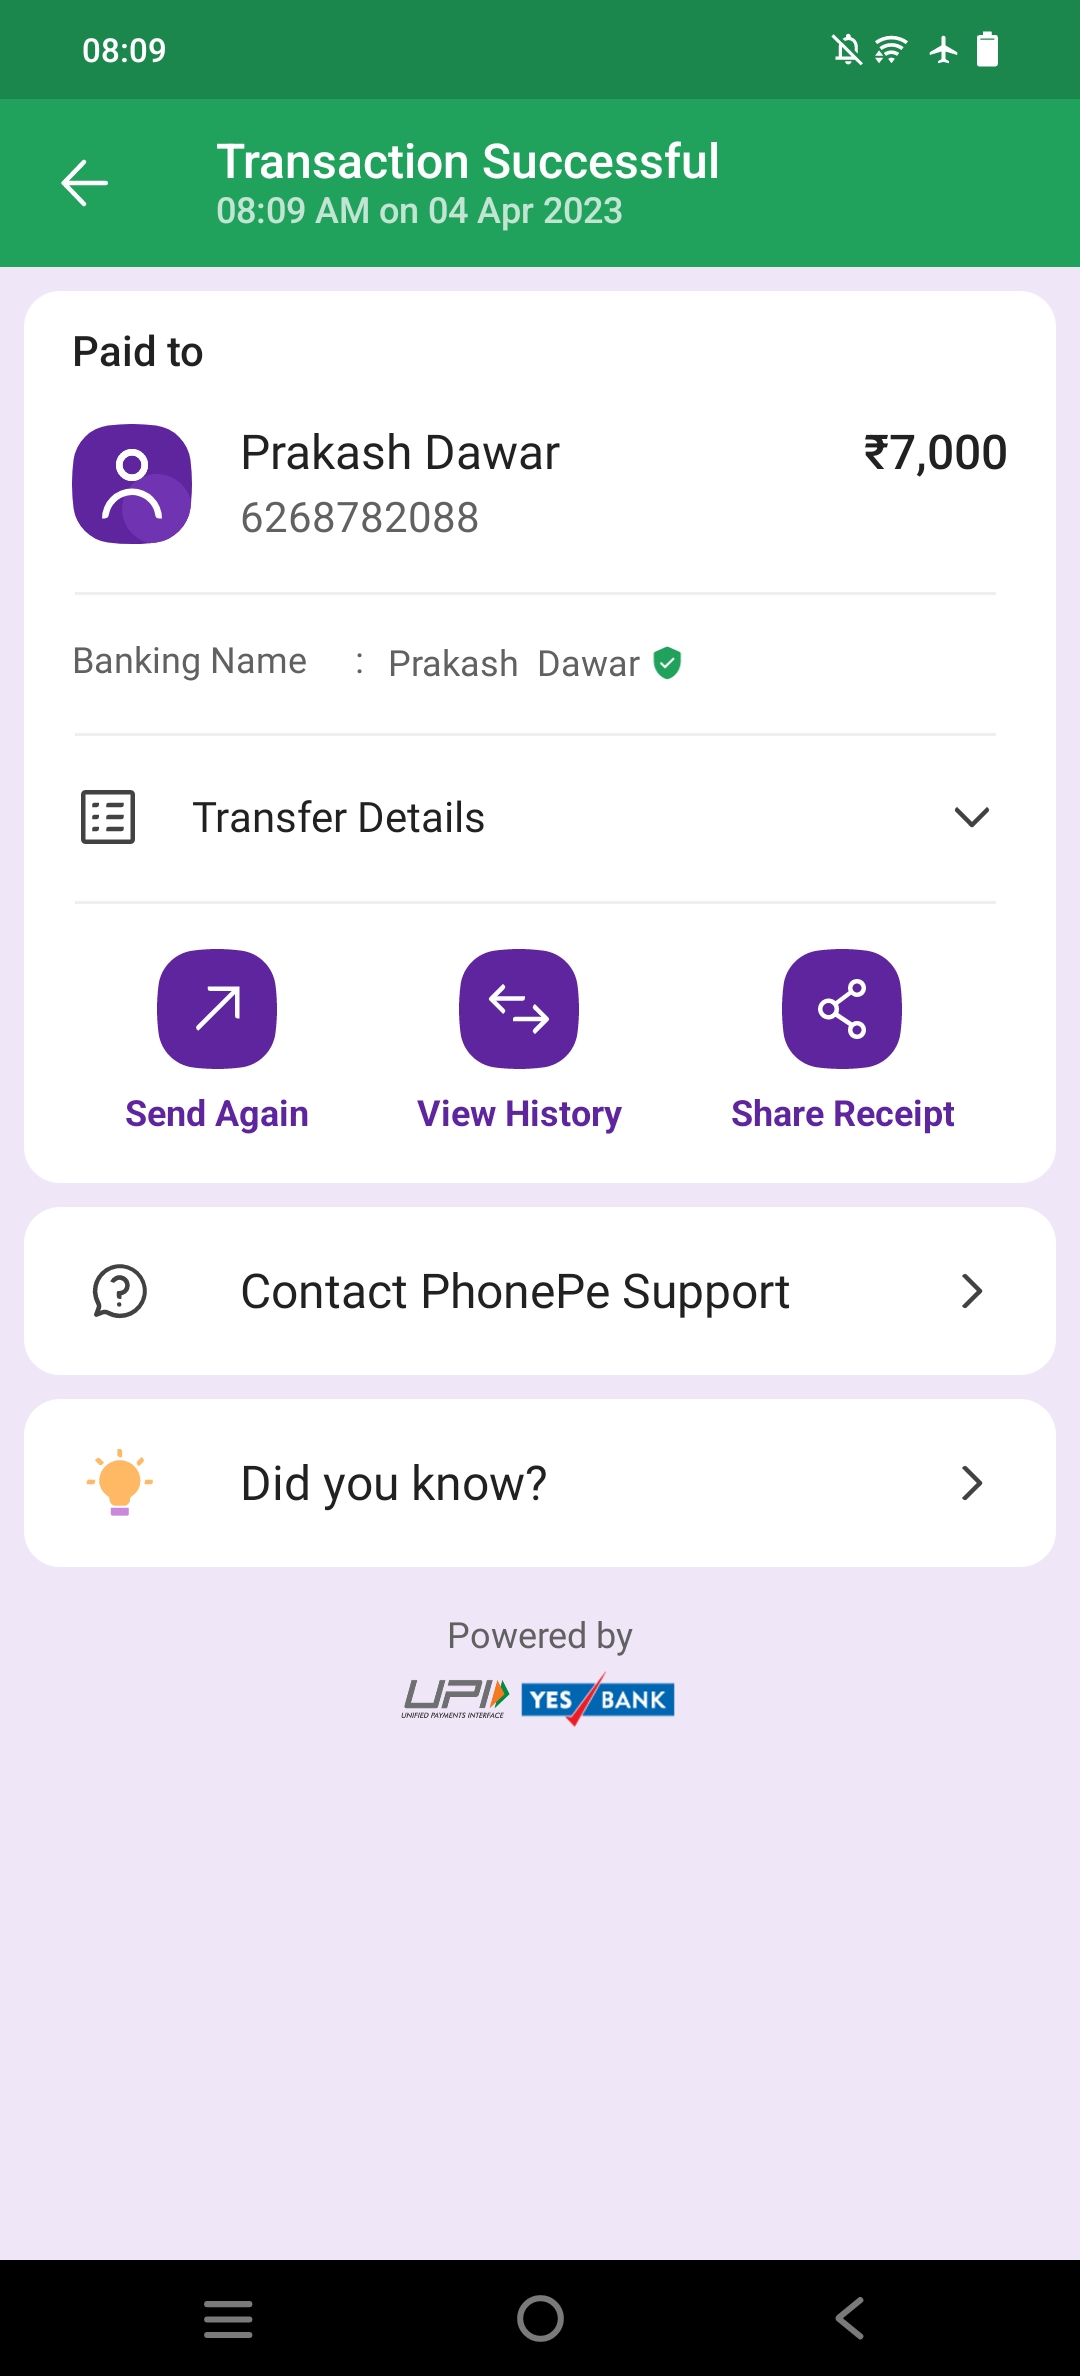 08:09
Transaction Successful
08:09 AM on 04 Apr 2023
Paid to
Prakash Dawar
₹7,000
6268782088
Banking Name : Prakash Dawar
Transfer Details
Send Again
View History
Share Receipt
Contact PhonePe Support
Did you know?
Powered by
UPI
UNIFIED PAYMENTS INTERFACE
YES BANK